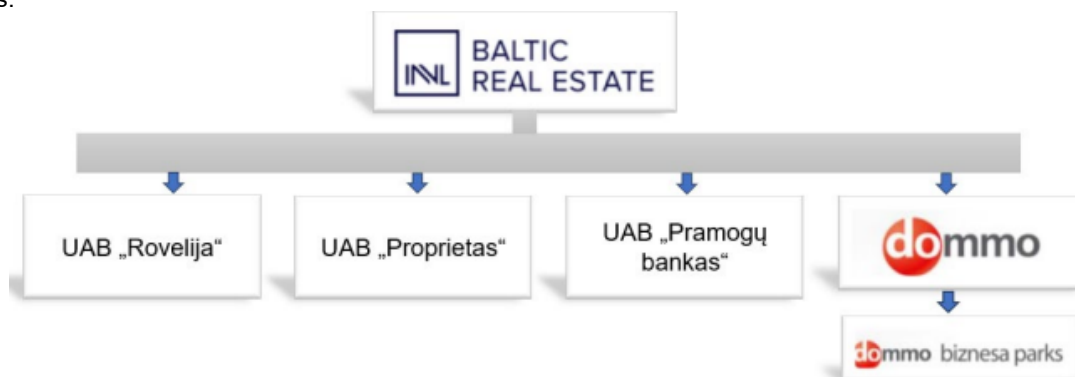 s.
INVL
BALTIC
REAL ESTATE
UAB „Rovelija“
UAB „Proprietas“
UAB „Pramogų
bankas“
dommo
dommo biznesa parks